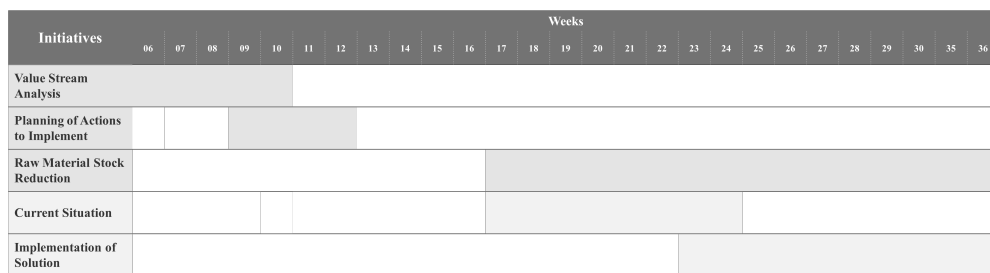 Weeks
Initiatives
06 07 08 09 10 11 12 13 14 15 16 17 18 19 20 21 22 23 24 25 26 27 28 29 30 35 36
Value Stream
Analysis
Planning of Actions
to Implement
Raw Material Stock
Reduction
Current Situation
Implementation of
Solution